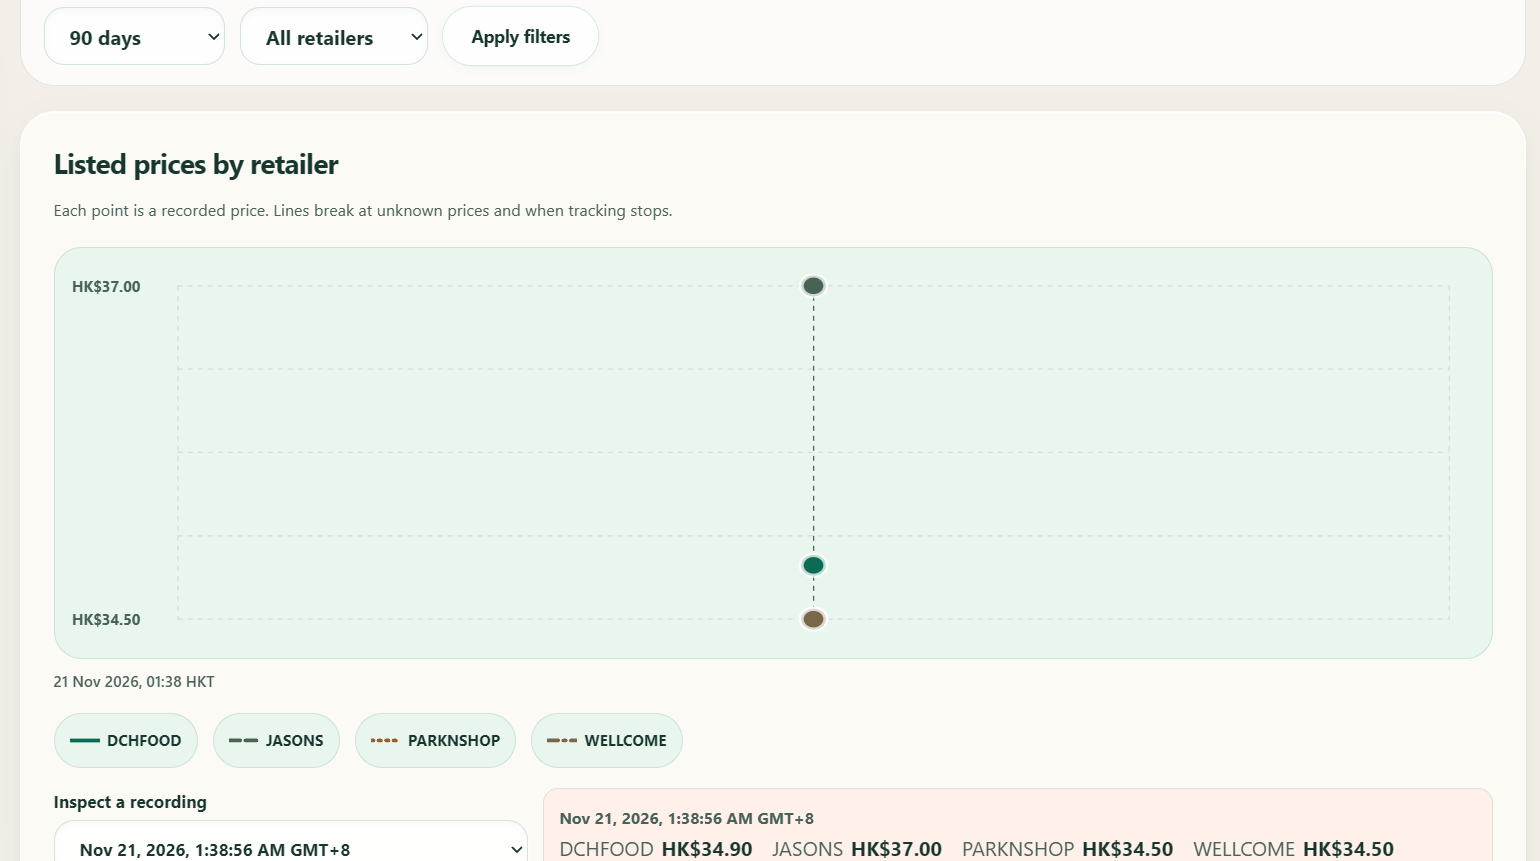 90 days All retailers Apply filters
Listed prices by retailer
Each point is a recorded price. Lines break at unknown prices and when tracking stops.
HK$37.00
HK$34.50
21 Nov 2026, 01:38 HKT
DCHFOOD JASONS PARKNSHOP WELLCOME
Inspect a recording
Nov 21, 2026, 1:38:56 AM GMT+8
Nov 21, 2026, 1:38:56 AM GMT+8
DCHFOOD HK$34.90 JASONS HK$37.00 PARKNSHOP HK$34.50 WELLCOME HK$34.50